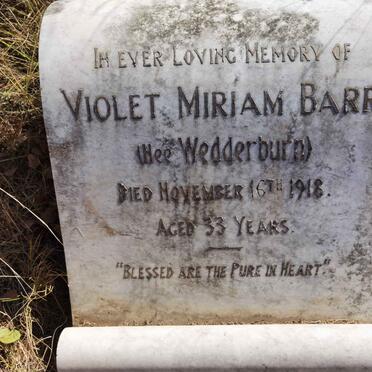 In ever Loving Memory of
Violet Miriam Barr
(Nee Wedderburn)
Died November 16th 1918.
Aged 33 Years.
"Blessed are the Pure in Heart".